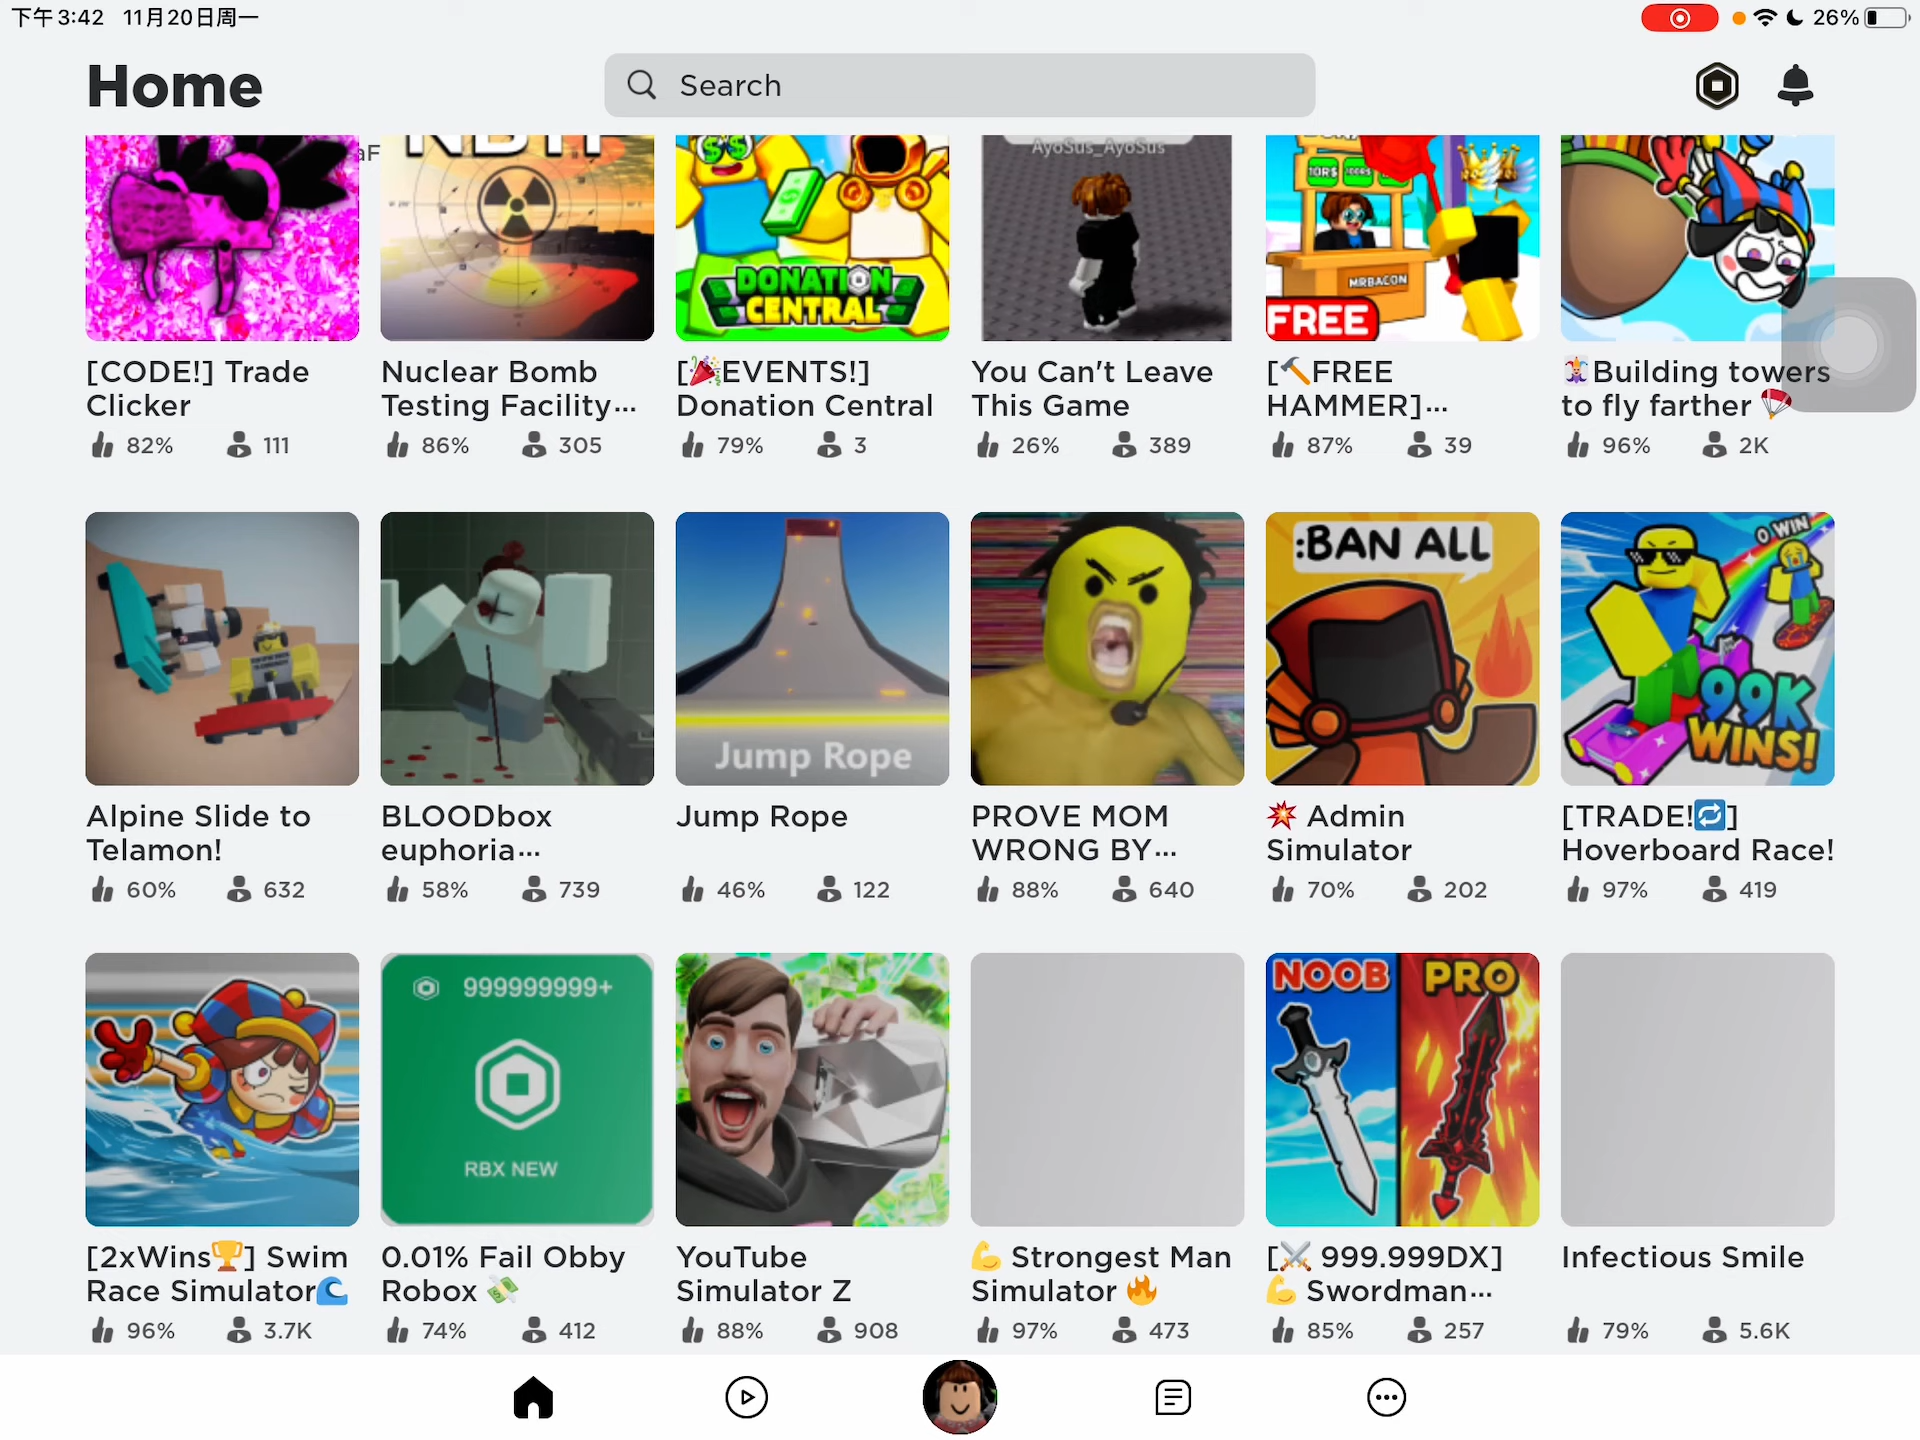 下午3:42 11月20日周一
26%
Home
Search
aF
AyoSus_AyoSus
DONATION
CENTRAL
MRBACON
FREE
[CODE!] Trade
Clicker
82% 111
Nuclear Bomb
Testing Facility...
86% 305
[🎉EVENTS!]
Donation Central
79% 3
You Can't Leave
This Game
26% 389
[🔨FREE
HAMMER]...
87% 39
🃏Building towers
to fly farther 🪂
96% 2K
Jump Rope
:BAN ALL
0 WIN
99K
WINS!
Alpine Slide to
Telamon!
60% 632
BLOODbox
euphoria...
58% 739
Jump Rope
46% 122
PROVE MOM
WRONG BY...
88% 640
💥 Admin
Simulator
70% 202
[TRADE!🔁]
Hoverboard Race!
97% 419
999999999+
RBX NEW
NOOB PRO
[2xWins🏆] Swim
Race Simulator🌊
96% 3.7K
0.01% Fail Obby
Robox 💸
74% 412
YouTube
Simulator Z
88% 908
💪 Strongest Man
Simulator 🔥
97% 473
[⚔️ 999.999DX]
💪 Swordman...
85% 257
Infectious Smile
79% 5.6K